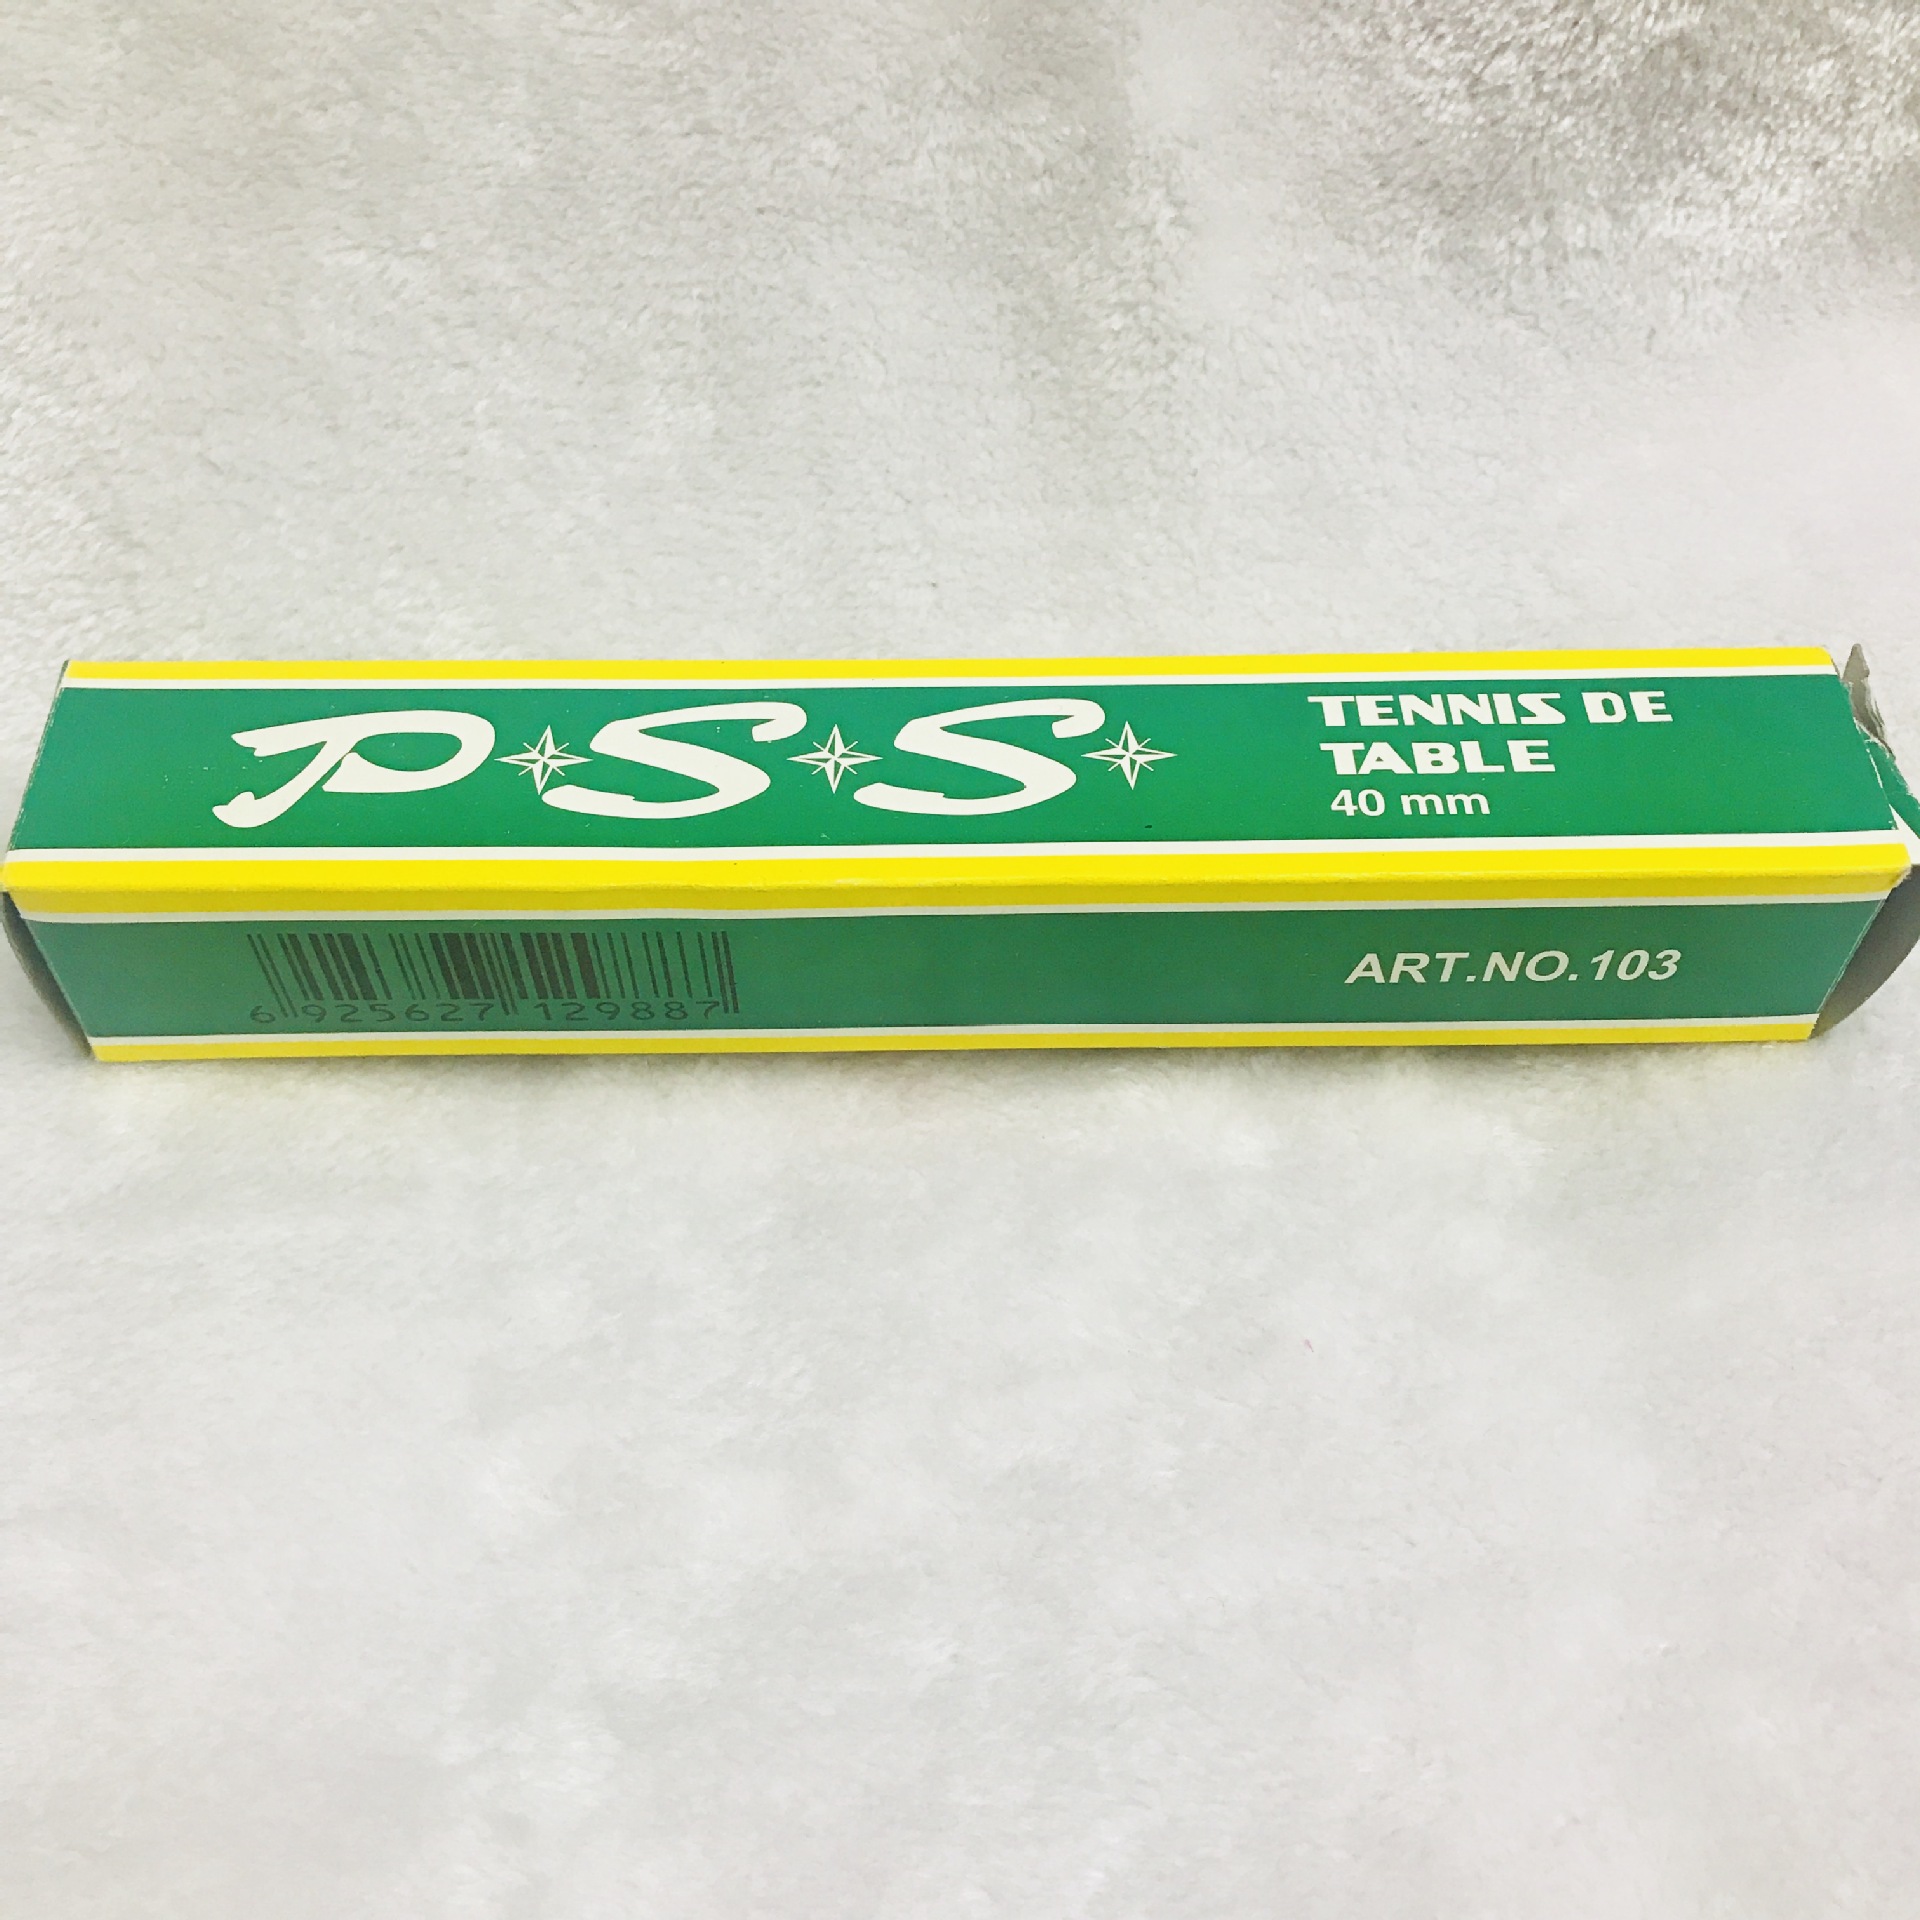 P★S★S★
TENNIS DE
TABLE
40 mm
6 925627 129887
ART.NO.103